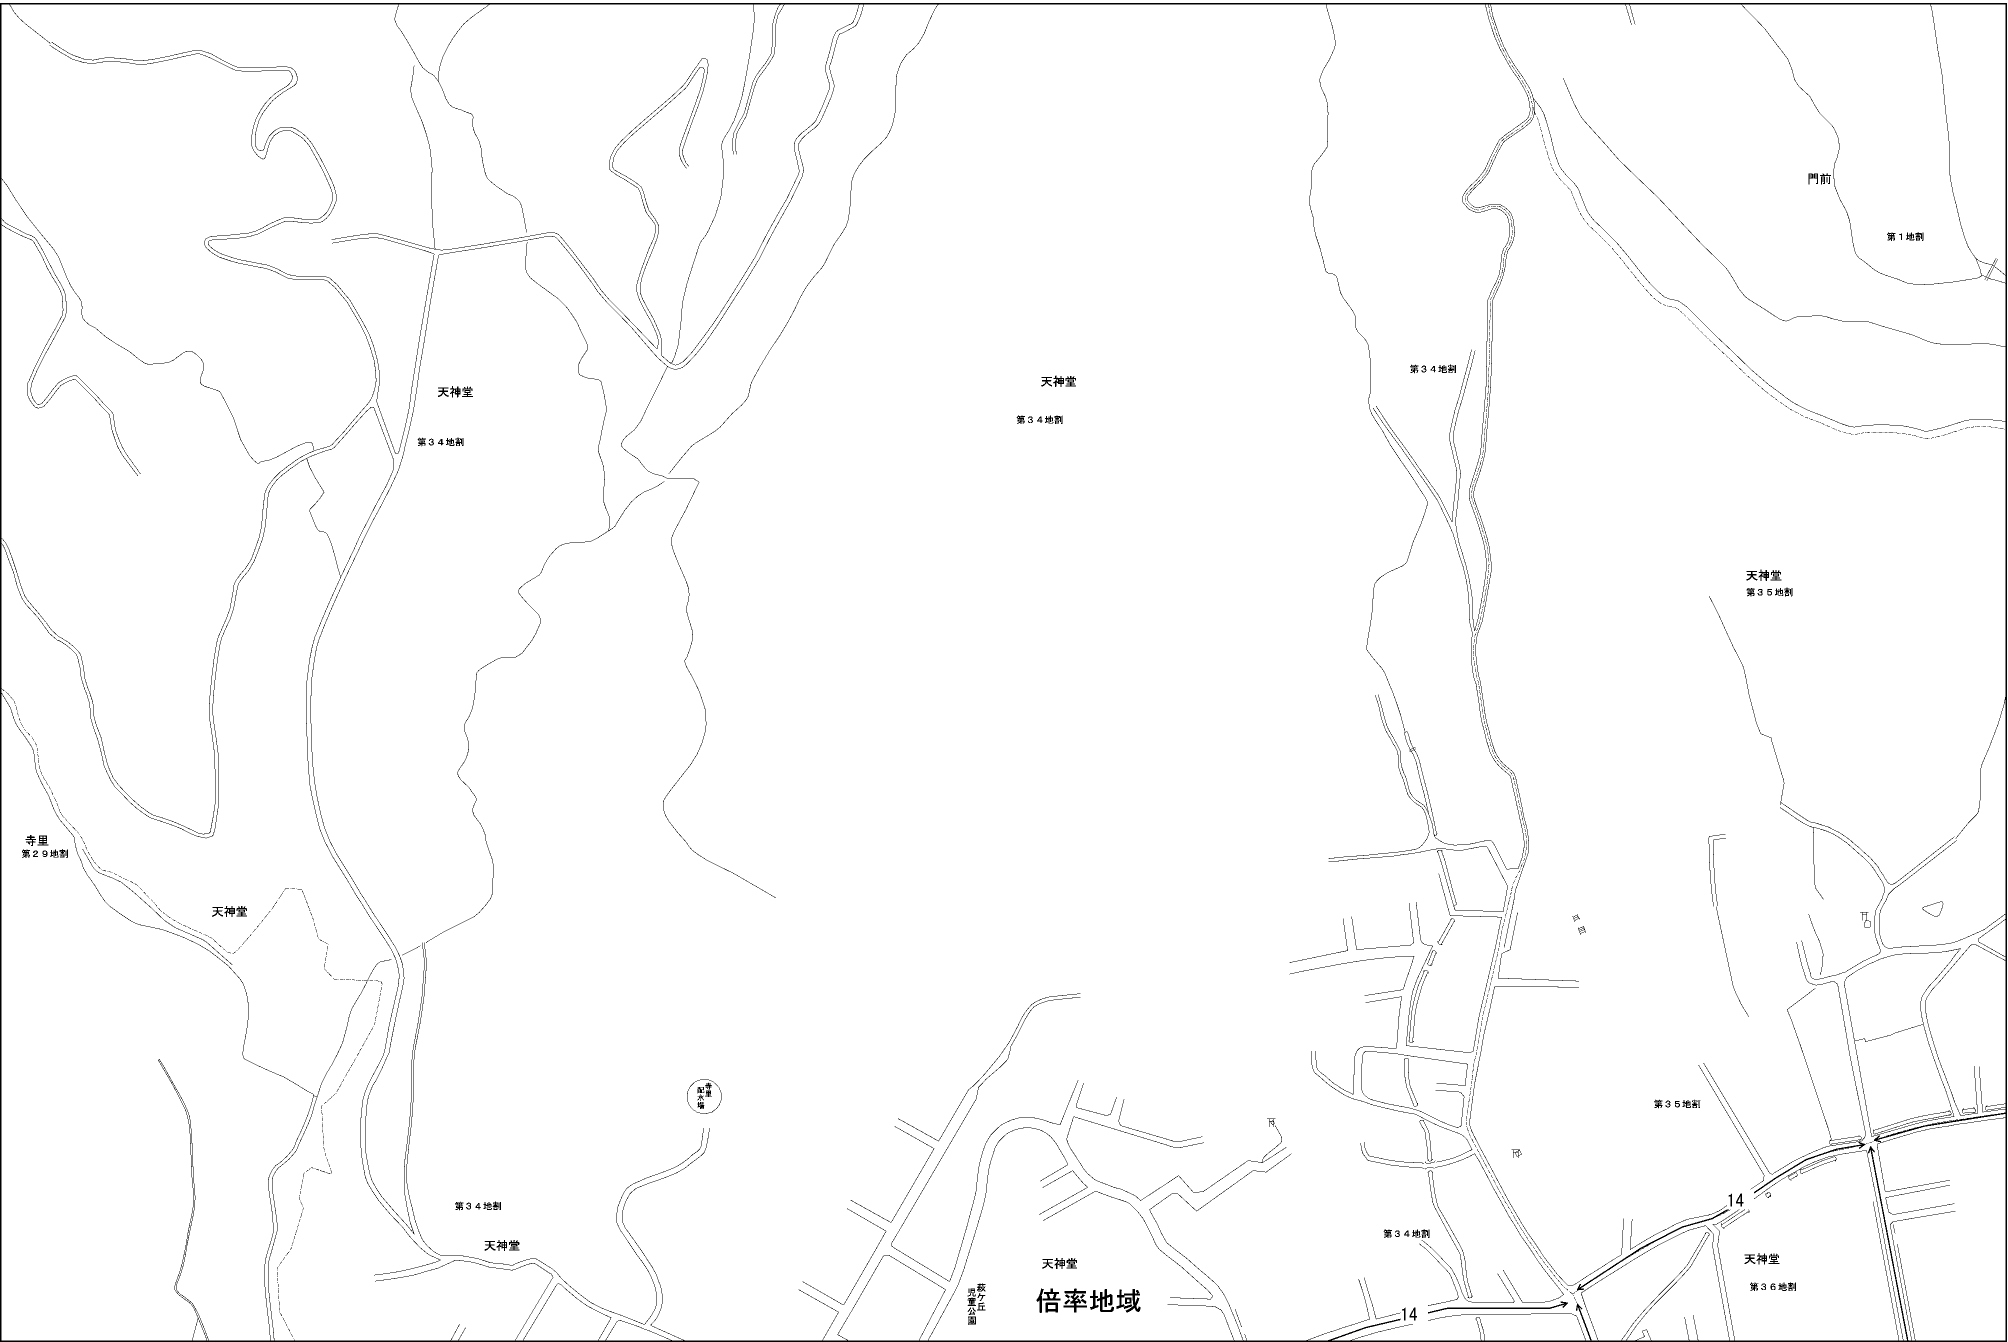 門前
第1地割
第34地割
天神堂
第34地割
天神堂
第34地割
天神堂
第35地割
寺里
第29地割
天神堂
寺里
配水場
第35地割
第34地割
天神堂
14
第34地割
天神堂
第36地割
天神堂
倍率地域
萩ケ丘
児童公園
14